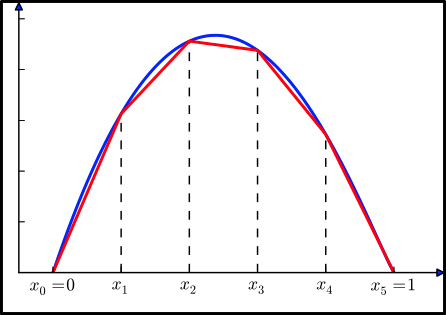 x₀ =0 x₁ x₂ x₃ x₄ x₅ =1